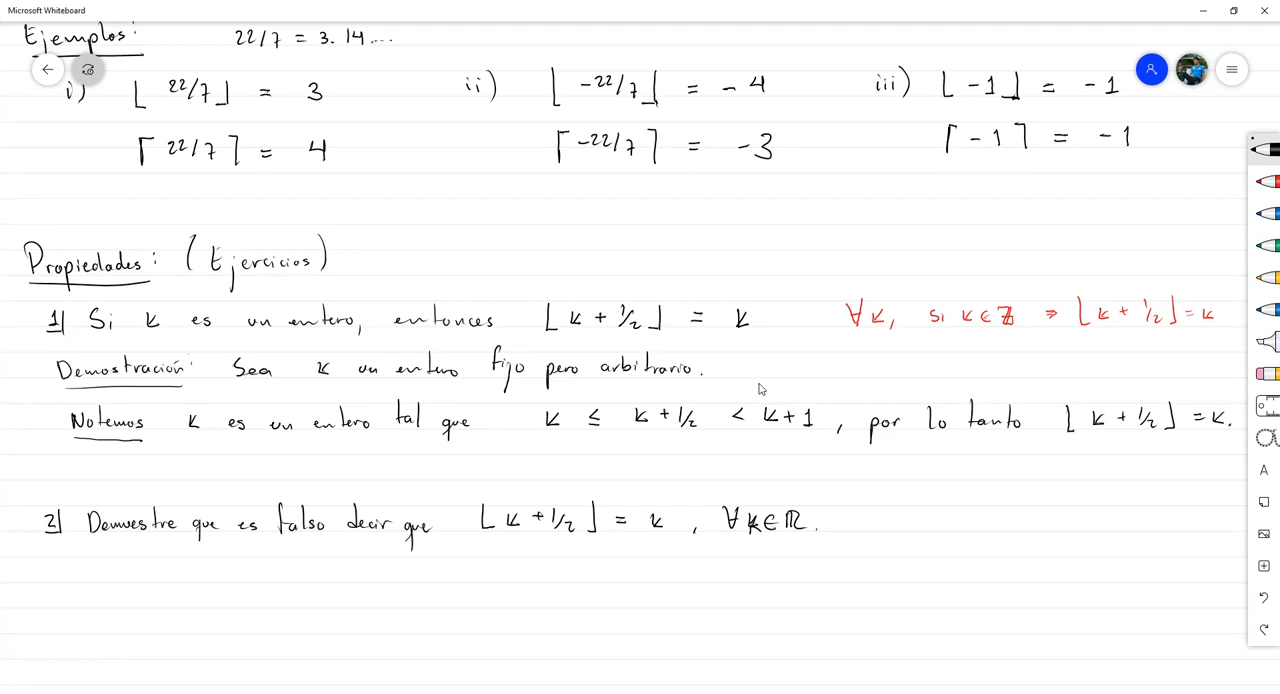 Microsoft Whiteboard
Ejemplos: 22/7 = 3.14...
i) ⌊ 22/7 ⌋ = 3 ii) ⌊ -22/7 ⌋ = -4 iii) ⌊ -1 ⌋ = -1
⌈ 22/7 ⌉ = 4 ⌈ -22/7 ⌉ = -3 ⌈ -1 ⌉ = -1
Propiedades: (Ejercicios)
1) Si k es un entero, entonces ⌊ k + 1/2 ⌋ = k ∀k, si k ∈ ℤ ⇒ ⌊ k + 1/2 ⌋ = k
Demostración: Sea k un entero fijo pero arbitrario.
Notemos k es un entero tal que k ≤ k + 1/2 < k + 1, por lo tanto ⌊ k + 1/2 ⌋ = k.
2) Demuestre que es falso decir que ⌊ k + 1/2 ⌋ = k, ∀k ∈ ℝ.
A